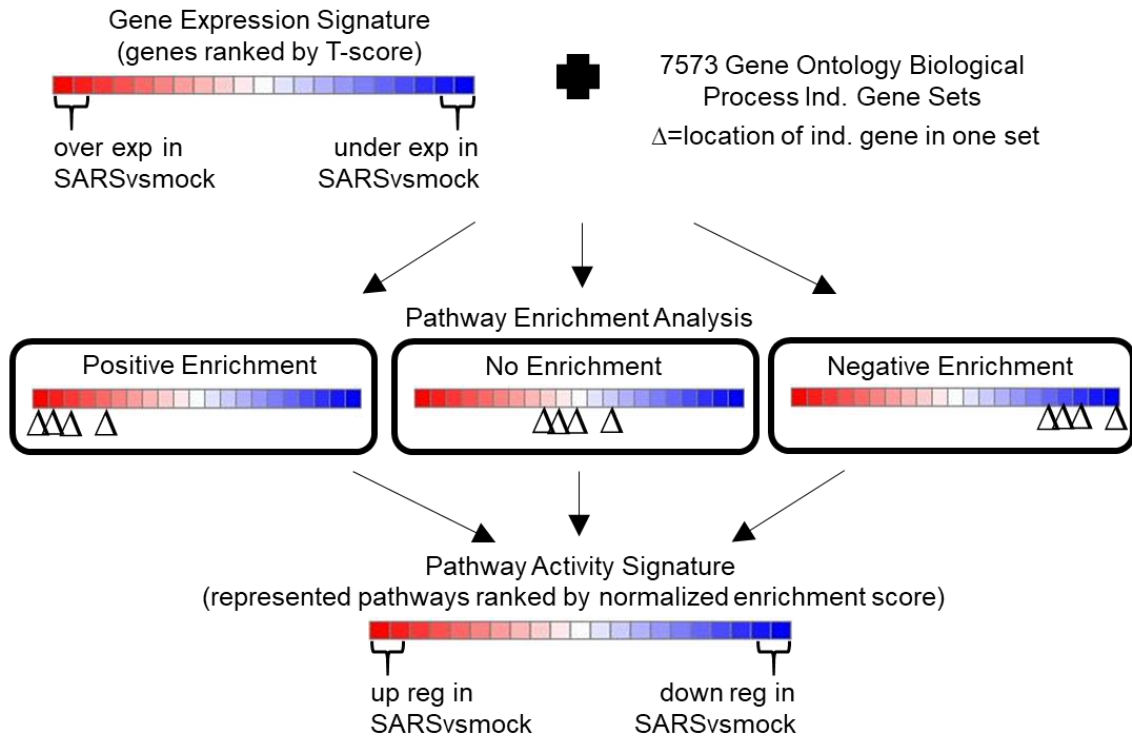 Gene Expression Signature
(genes ranked by T-score)
over exp in
SARSvsmock
under exp in
SARSvsmock
7573 Gene Ontology Biological
Process Ind. Gene Sets
Δ=location of ind. gene in one set
Pathway Enrichment Analysis
Positive Enrichment
Δ Δ Δ Δ
No Enrichment
Δ Δ Δ Δ
Negative Enrichment
Δ Δ Δ Δ
Pathway Activity Signature
(represented pathways ranked by normalized enrichment score)
up reg in
SARSvsmock
down reg in
SARSvsmock